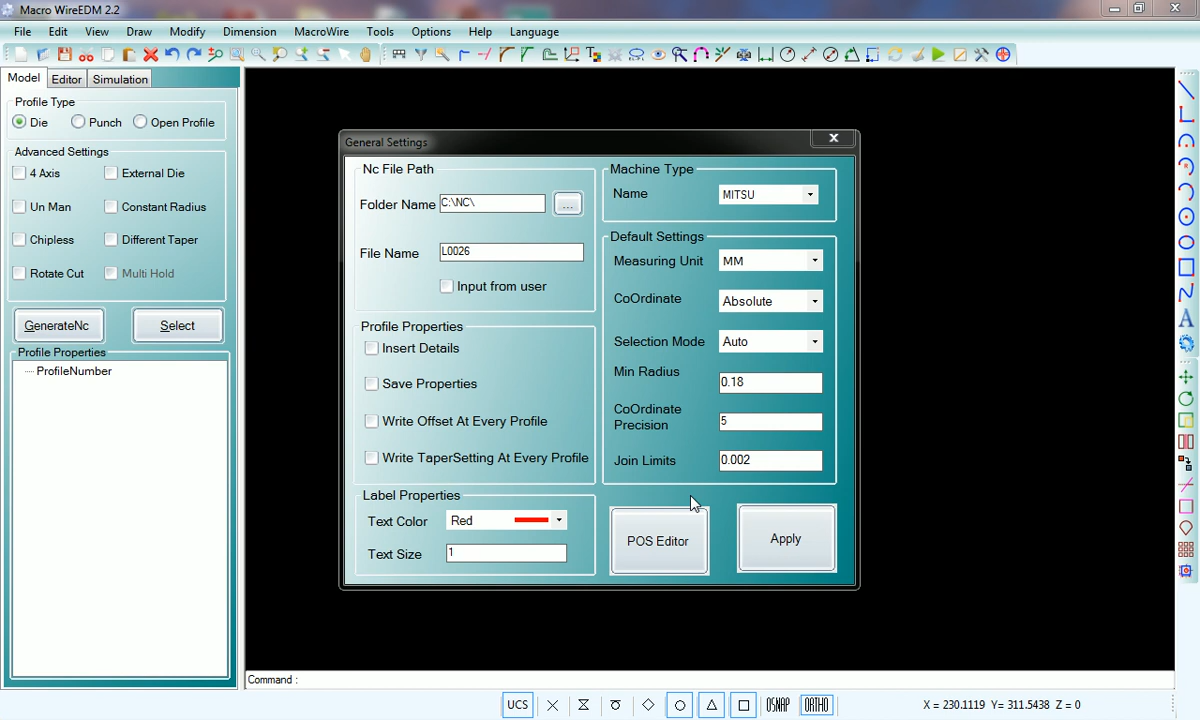 Macro WireEDM 2.2
File Edit View Draw Modify Dimension MacroWire Tools Options Help Language
Model Editor Simulation
Profile Type
Die Punch Open Profile
Advanced Settings
4 Axis External Die
Un Man Constant Radius
Chipless Different Taper
Rotate Cut Multi Hold
GenerateNc Select
Profile Properties
ProfileNumber
General Settings
Nc File Path
Folder Name C:\NC\ ...
File Name L0026
Input from user
Profile Properties
Insert Details
Save Properties
Write Offset At Every Profile
Write TaperSetting At Every Profile
Label Properties
Text Color Red
Text Size 1
Machine Type
Name MITSU
Default Settings
Measuring Unit MM
CoOrdinate Absolute
Selection Mode Auto
Min Radius 0.18
CoOrdinate
Precision 5
Join Limits 0.002
POS Editor Apply
Command :
UCS OSNAP ORTHO X = 230.1119 Y= 311.5438 Z = 0